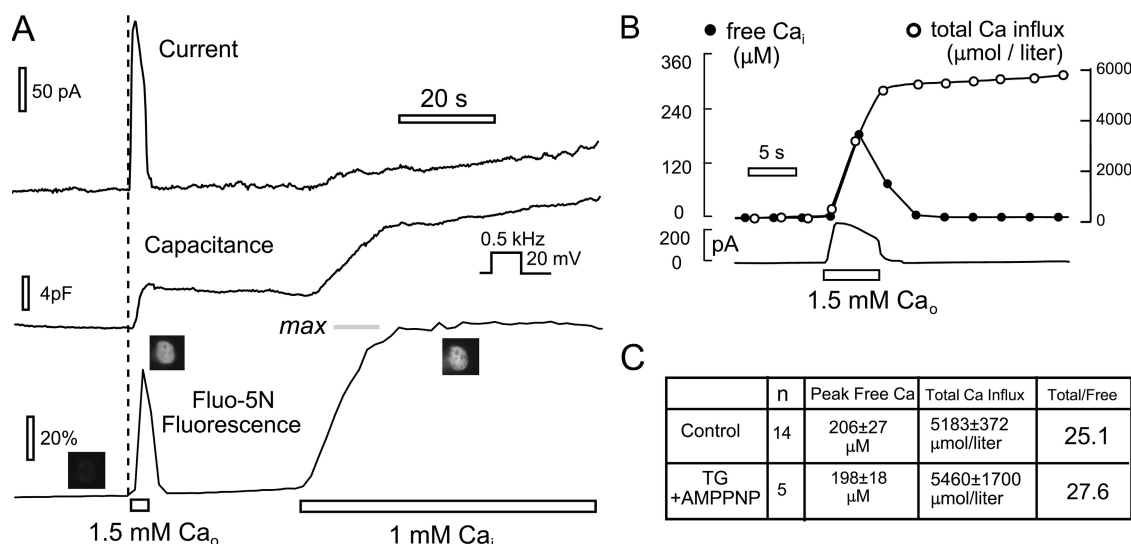 A
Current
50 pA
20 s
Capacitance
0.5 kHz
20 mV
4pF
max
Fluo-5N
Fluorescence
20%
1.5 mM Cao
1 mM Cai
B
free Cai
(μM)
total Ca influx
(μmol / liter)
360
240
120
0
6000
4000
2000
0
5 s
200
0
pA
1.5 mM Cao
C
n Peak Free Ca Total Ca Influx Total/Free
Control 14 206±27 μM 5183±372 μmol/liter 25.1
TG +AMPPNP 5 198±18 μM 5460±1700 μmol/liter 27.6